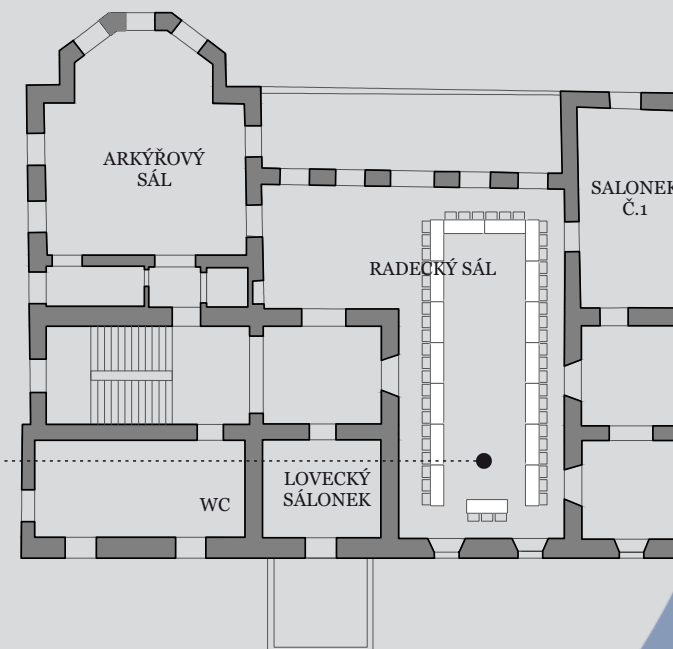 ARKÝŘOVÝ
SÁL
SALONEK
Č.1
RADECKÝ SÁL
LOVECKÝ
SÁLONEK
WC